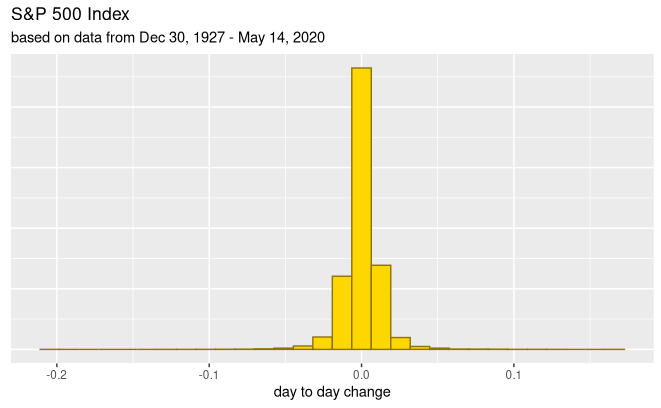 S&P 500 Index
based on data from Dec 30, 1927 - May 14, 2020
-0.2 -0.1 0.0 0.1
day to day change